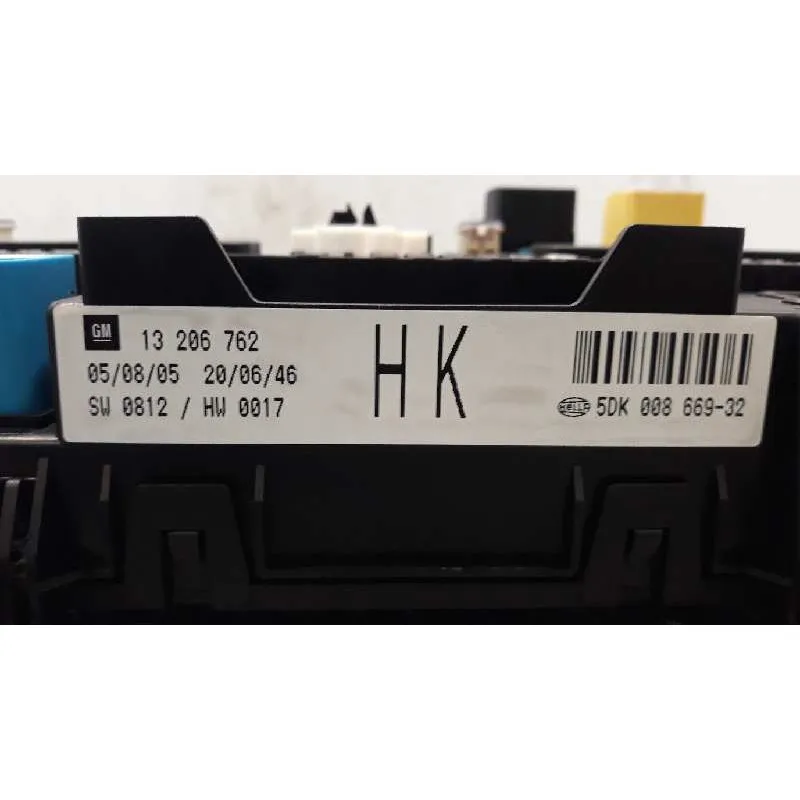 GM 13 206 762
05/08/05 20/06/46
SW 0812 / HW 0017
HK
HELLA 5DK 008 669-32